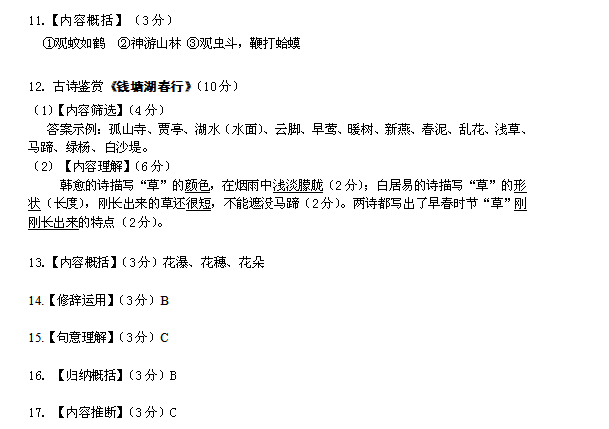 11.【内容概括】（3分）
①观蚊如鹤　②神游山林 ③观虫斗，鞭打蛤蟆
12. 古诗鉴赏《钱塘湖春行》（10分）
（1）【内容筛选】（4分）
答案示例：孤山寺、贾亭、湖水（水面）、云脚、早莺、暖树、新燕、春泥、乱花、浅草、
马蹄、绿杨、白沙堤。
（2）【内容理解】（6分）
韩愈的诗描写“草”的颜色，在烟雨中浅淡朦胧（2分）；白居易的诗描写“草”的形
状（长度），刚长出来的草还很短，不能遮没马蹄（2分）。两诗都写出了早春时节“草”刚
刚长出来的特点（2分）。
13.【内容概括】（3分）花瀑、花穗、花朵
14.【修辞运用】（3分）B
15.【句意理解】（3分）C
16. 【归纳概括】（3分）B
17. 【内容推断】（3分）C